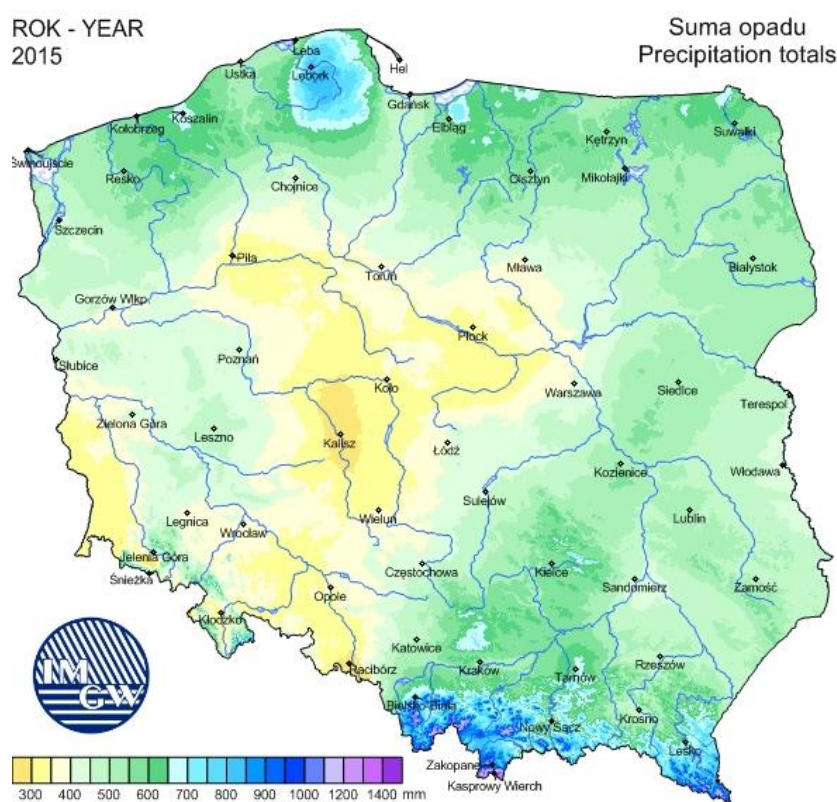 ROK - YEAR
2015
Suma opadu
Precipitation totals
Łeba
Hel
Ustka
Lębork
Gdańsk
Koszalin
Kołobrzeg
Elbląg
Suwałki
Kętrzyn
Świnoujście
Resko
Chojnice
Olsztyn
Mikołajki
Szczecin
Piła
Toruń
Mława
Białystok
Gorzów Wlkp.
Płock
Słubice
Poznań
Koło
Warszawa
Siedlce
Terespol
Zielona Góra
Leszno
Kalisz
Łódź
Kozienice
Włodawa
Sulejów
Legnica
Wrocław
Wieluń
Lublin
Jelenia Góra
Śnieżka
Częstochowa
Kielce
Sandomierz
Zamość
Opole
Kłodzko
Katowice
Racibórz
Kraków
Tarnów
Rzeszów
Bielsko-Biała
Nowy Sącz
Krosno
Lesko
Zakopane
Kasprowy Wierch
IM
GW
300 400 500 600 700 800 900 1000 1200 1400 mm